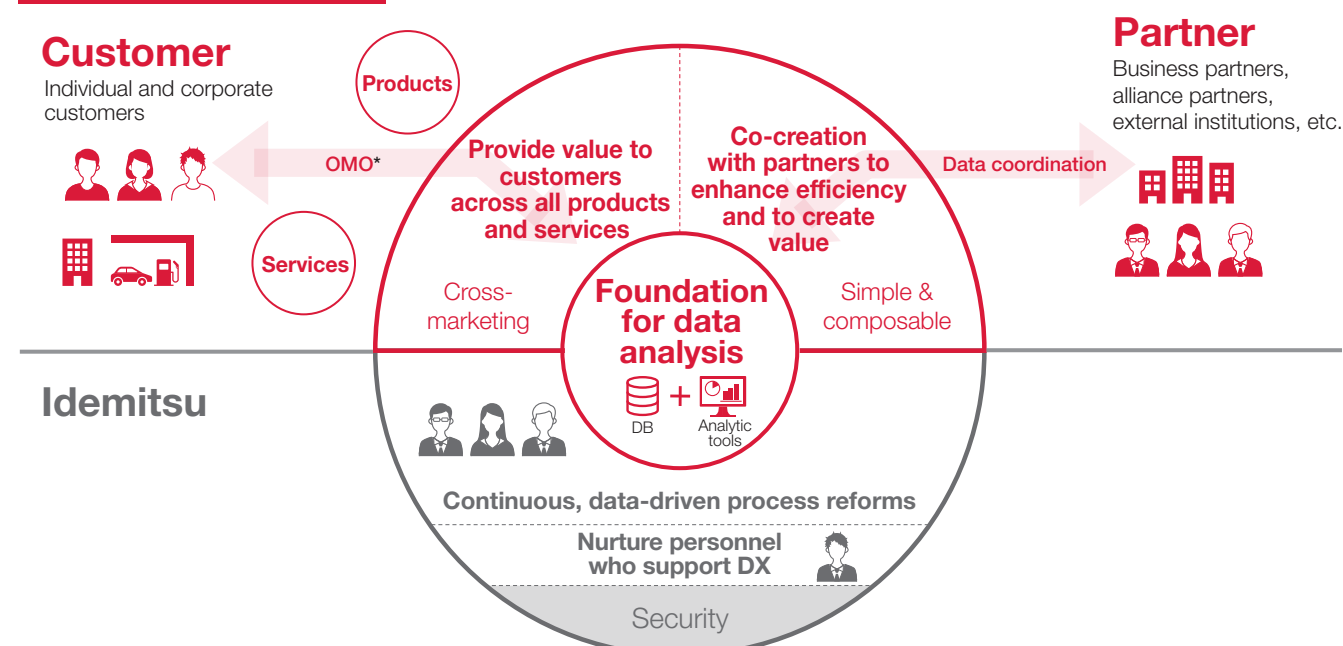 Customer
Individual and corporate
customers
Products
OMO*
Services
Provide value to
customers
across all products
and services
Cross-
marketing
Co-creation
with partners to
enhance efficiency
and to create
value
Simple &
composable
Data coordination
Partner
Business partners,
alliance partners,
external institutions, etc.
Foundation
for data
analysis
DB
+
Analytic
tools
Idemitsu
Continuous, data-driven process reforms
Nurture personnel
who support DX
Security